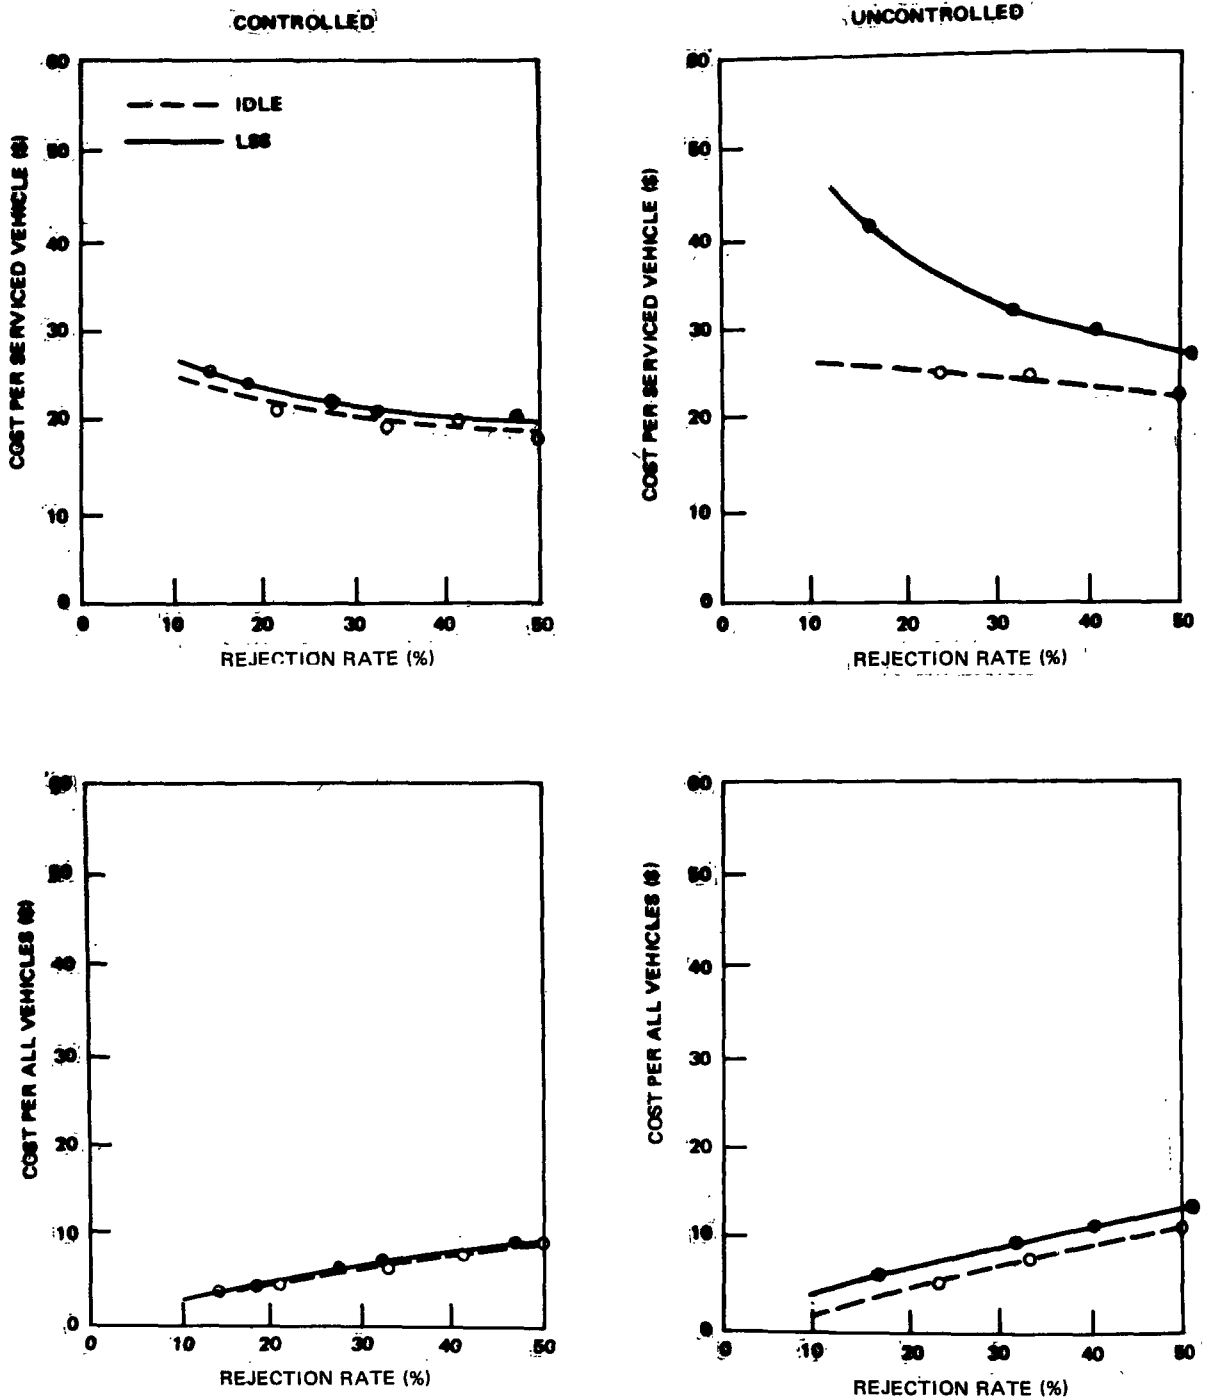 CONTROLLED
60
50
40
30
20
10
0
COST PER SERVICED VEHICLE ($)
IDLE
LSS
0 10 20 30 40 50
REJECTION RATE (%)
UNCONTROLLED
60
50
40
30
20
10
0
COST PER SERVICED VEHICLE ($)
0 10 20 30 40 50
REJECTION RATE (%)
60
50
40
30
20
10
0
COST PER ALL VEHICLES ($)
0 10 20 30 40 50
REJECTION RATE (%)
60
50
40
30
20
10
0
COST PER ALL VEHICLES ($)
0 10 20 30 40 50
REJECTION RATE (%)